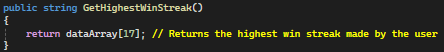 public string GetHighestWinStreak()
{
    return dataArray[17]; // Returns the highest win streak made by the user
}